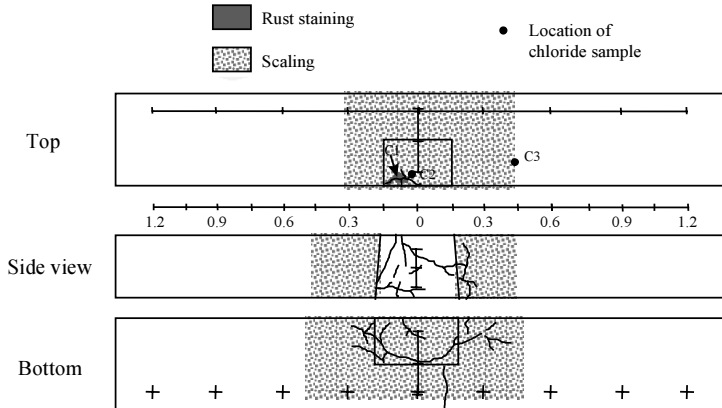 Rust staining
Scaling
Location of
chloride sample
Top
C1
C2
C3
1.2 0.9 0.6 0.3 0 0.3 0.6 0.9 1.2
Side view
Bottom